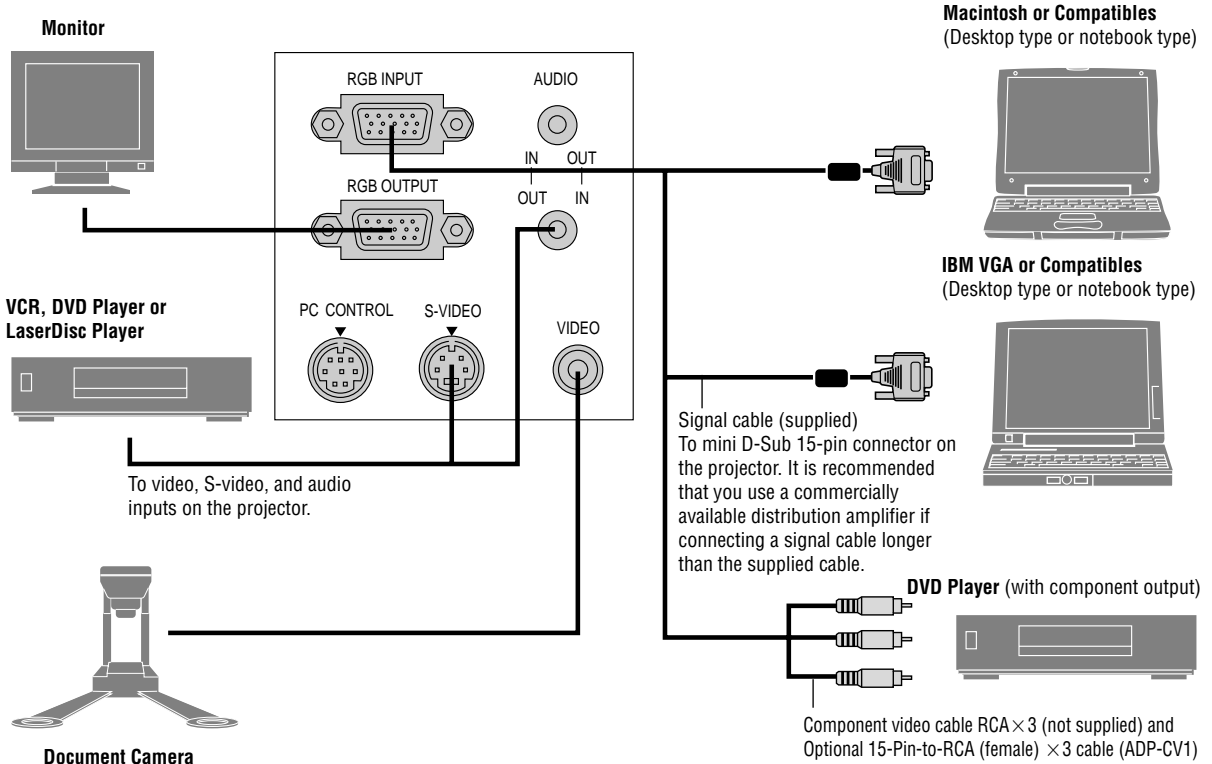 Monitor
RGB INPUT
AUDIO
IN OUT
OUT IN
RGB OUTPUT
PC CONTROL
S-VIDEO
VIDEO
VCR, DVD Player or
LaserDisc Player
To video, S-video, and audio
inputs on the projector.
Document Camera
Macintosh or Compatibles
(Desktop type or notebook type)
IBM VGA or Compatibles
(Desktop type or notebook type)
Signal cable (supplied)
To mini D-Sub 15-pin connector on
the projector. It is recommended
that you use a commercially
available distribution amplifier if
connecting a signal cable longer
than the supplied cable.
DVD Player (with component output)
Component video cable RCA×3 (not supplied) and
Optional 15-Pin-to-RCA (female) ×3 cable (ADP-CV1)